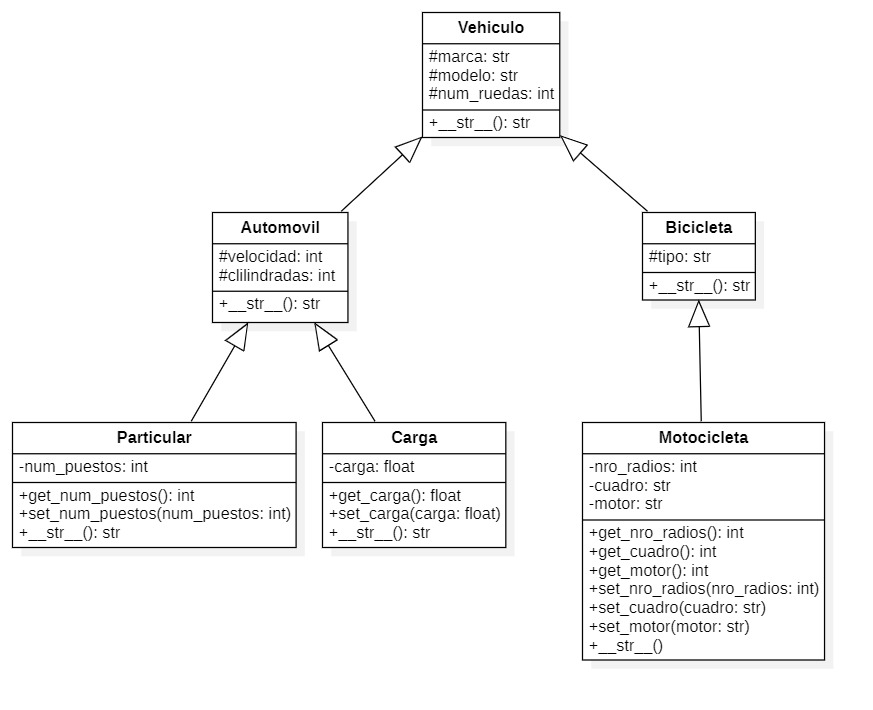 Vehiculo
#marca: str
#modelo: str
#num_ruedas: int
+__str__(): str
Automovil
#velocidad: int
#clilindradas: int
+__str__(): str
Bicicleta
#tipo: str
+__str__(): str
Particular
-num_puestos: int
+get_num_puestos(): int
+set_num_puestos(num_puestos: int)
+__str__(): str
Carga
-carga: float
+get_carga(): float
+set_carga(carga: float)
+__str__(): str
Motocicleta
-nro_radios: int
-cuadro: str
-motor: str
+get_nro_radios(): int
+get_cuadro(): int
+get_motor(): int
+set_nro_radios(nro_radios: int)
+set_cuadro(cuadro: str)
+set_motor(motor: str)
+__str__()